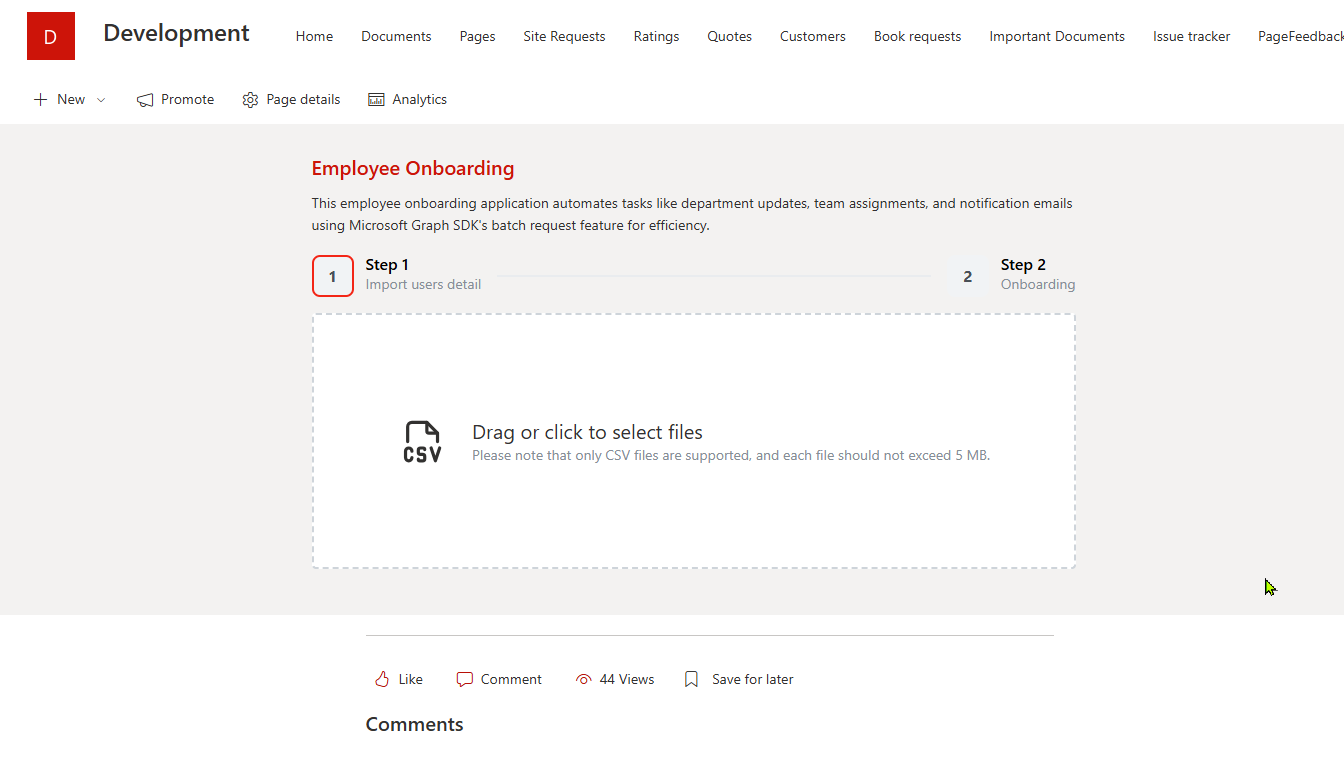 D
Development
Home Documents Pages Site Requests Ratings Quotes Customers Book requests Important Documents Issue tracker PageFeedback
New Promote Page details Analytics
Employee Onboarding
This employee onboarding application automates tasks like department updates, team assignments, and notification emails
using Microsoft Graph SDK's batch request feature for efficiency.
1
Step 1
Import users detail
2
Step 2
Onboarding
CSV
Drag or click to select files
Please note that only CSV files are supported, and each file should not exceed 5 MB.
Like Comment 44 Views Save for later
Comments